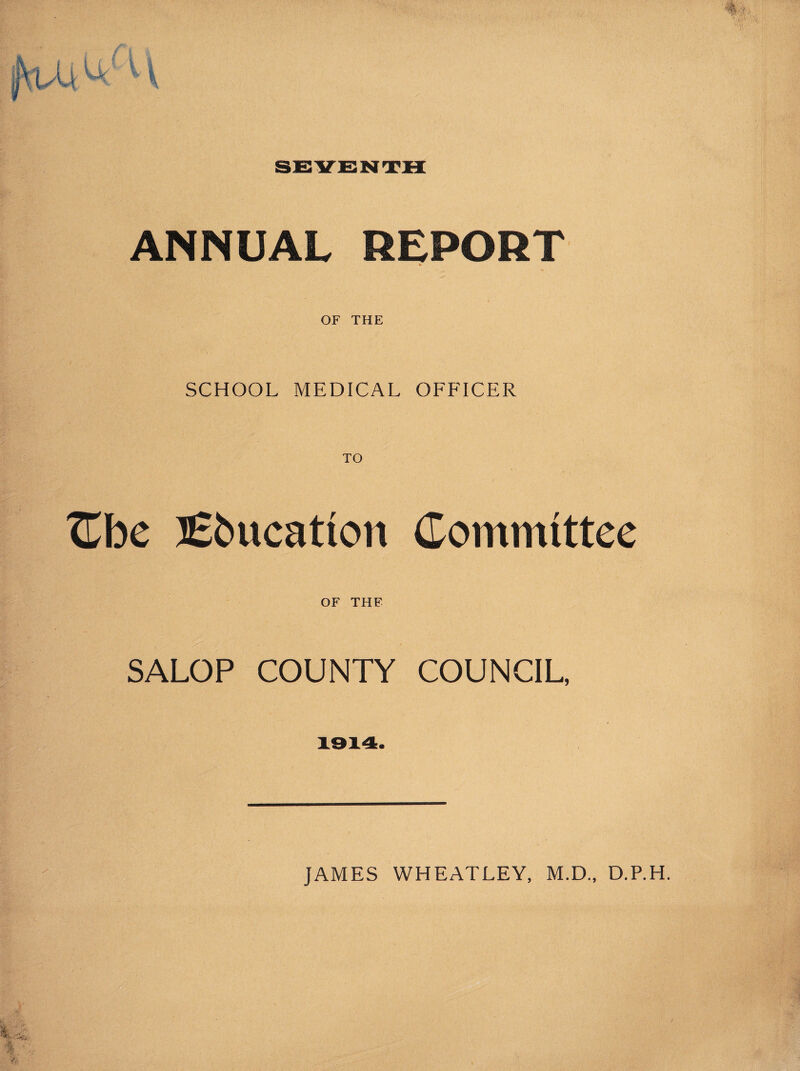 SEVENTH
ANNUAL REPORT
OF THE
SCHOOL MEDICAL OFFICER
TO
The Education Committee
OF THE
SALOP COUNTY COUNCIL,
1914.
JAMES WHEATLEY, M.D., D.P.H.